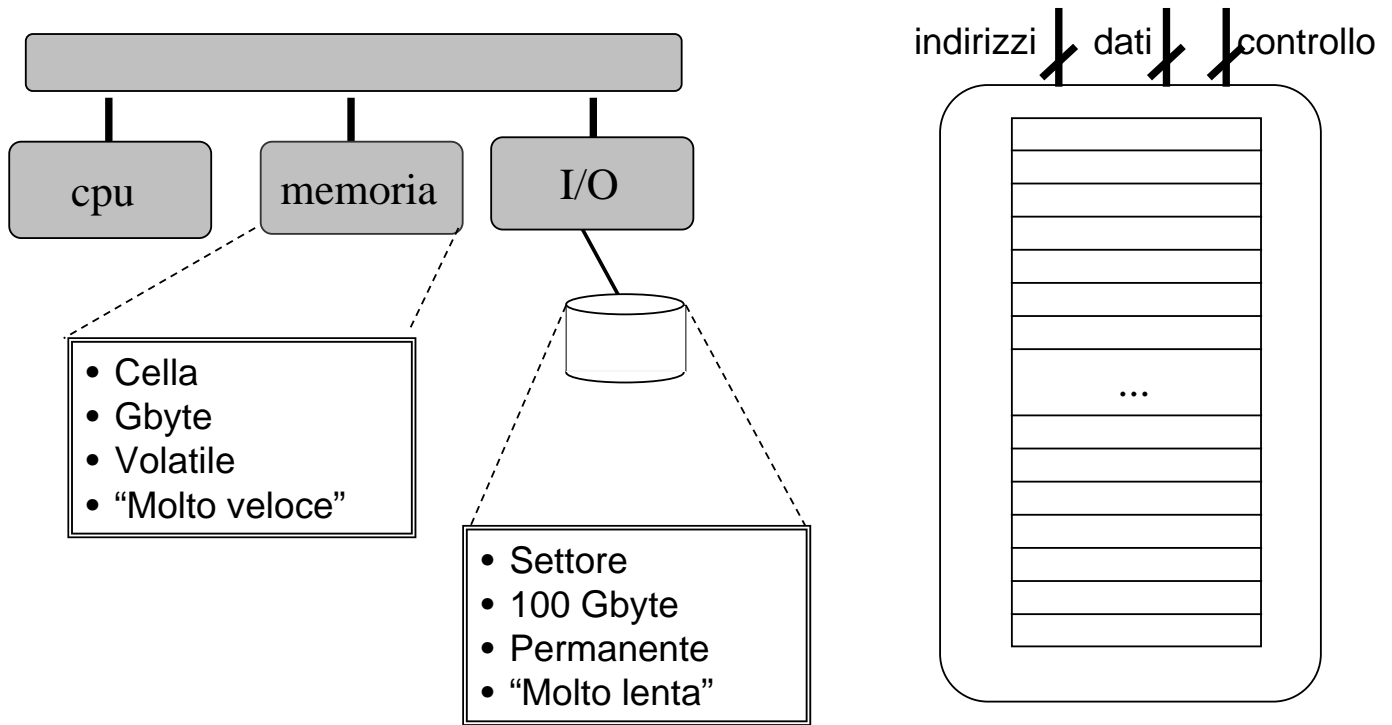 cpu
memoria
I/O
• Cella
• Gbyte
• Volatile
• “Molto veloce”
• Settore
• 100 Gbyte
• Permanente
• “Molto lenta”
indirizzi dati controllo
...